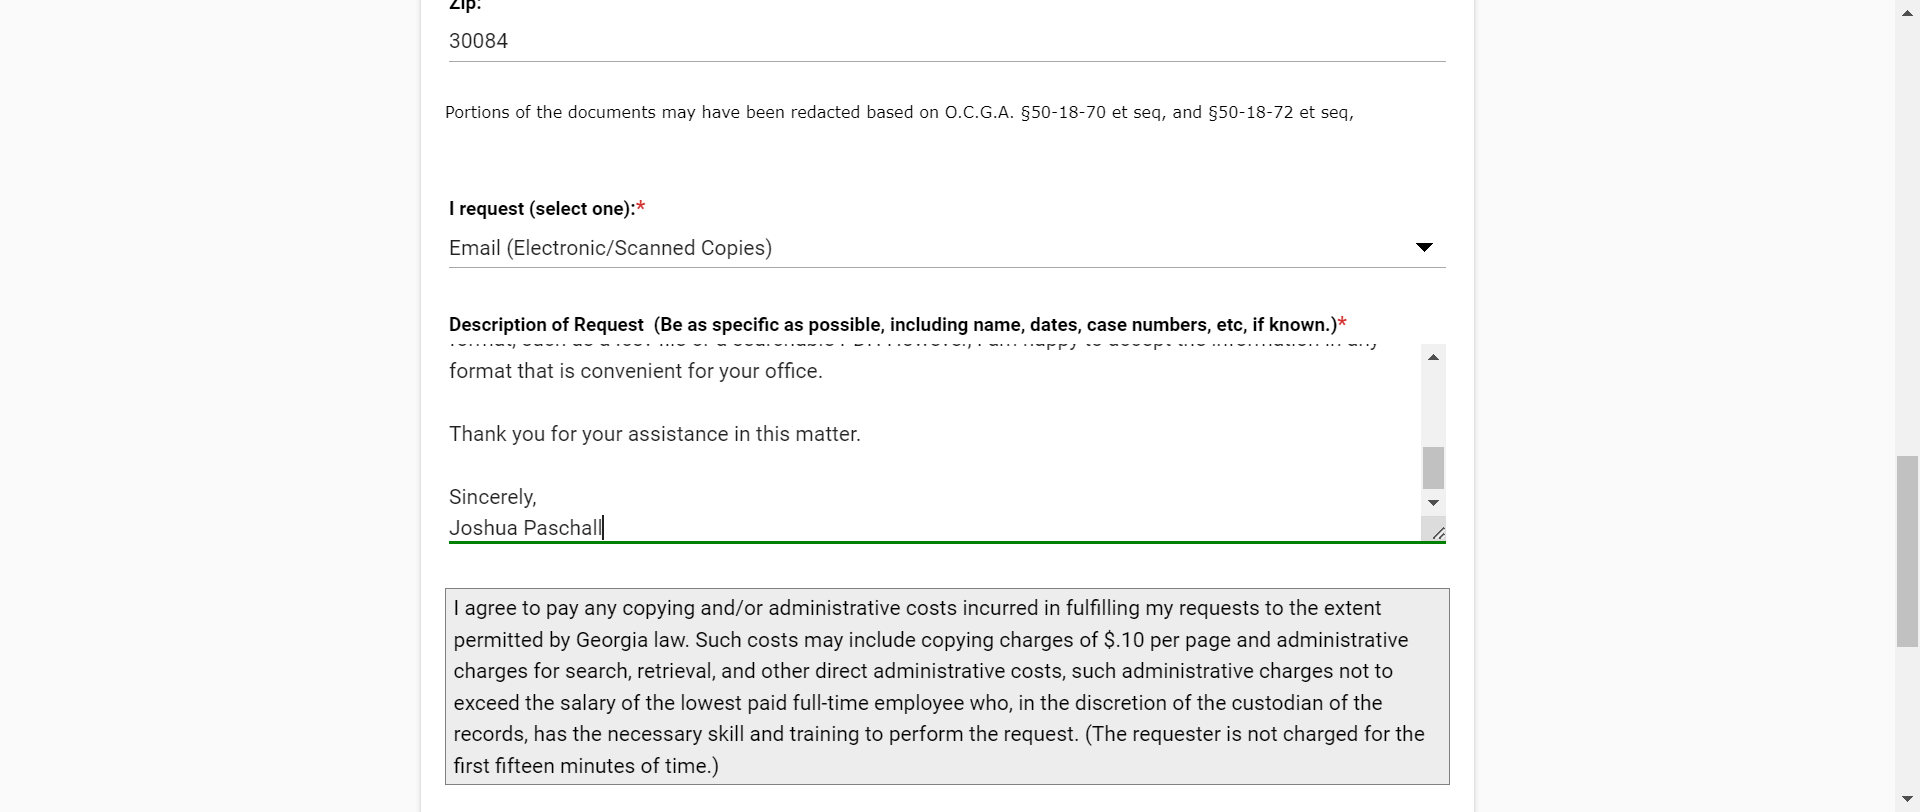 Zip:
30084
Portions of the documents may have been redacted based on O.C.G.A. §50-18-70 et seq, and §50-18-72 et seq,
I request (select one):*
Email (Electronic/Scanned Copies)
Description of Request  (Be as specific as possible, including name, dates, case numbers, etc, if known.)*
format that is convenient for your office.
Thank you for your assistance in this matter.
Sincerely,
Joshua Paschall
I agree to pay any copying and/or administrative costs incurred in fulfilling my requests to the extent
permitted by Georgia law. Such costs may include copying charges of $.10 per page and administrative
charges for search, retrieval, and other direct administrative costs, such administrative charges not to
exceed the salary of the lowest paid full-time employee who, in the discretion of the custodian of the
records, has the necessary skill and training to perform the request. (The requester is not charged for the
first fifteen minutes of time.)